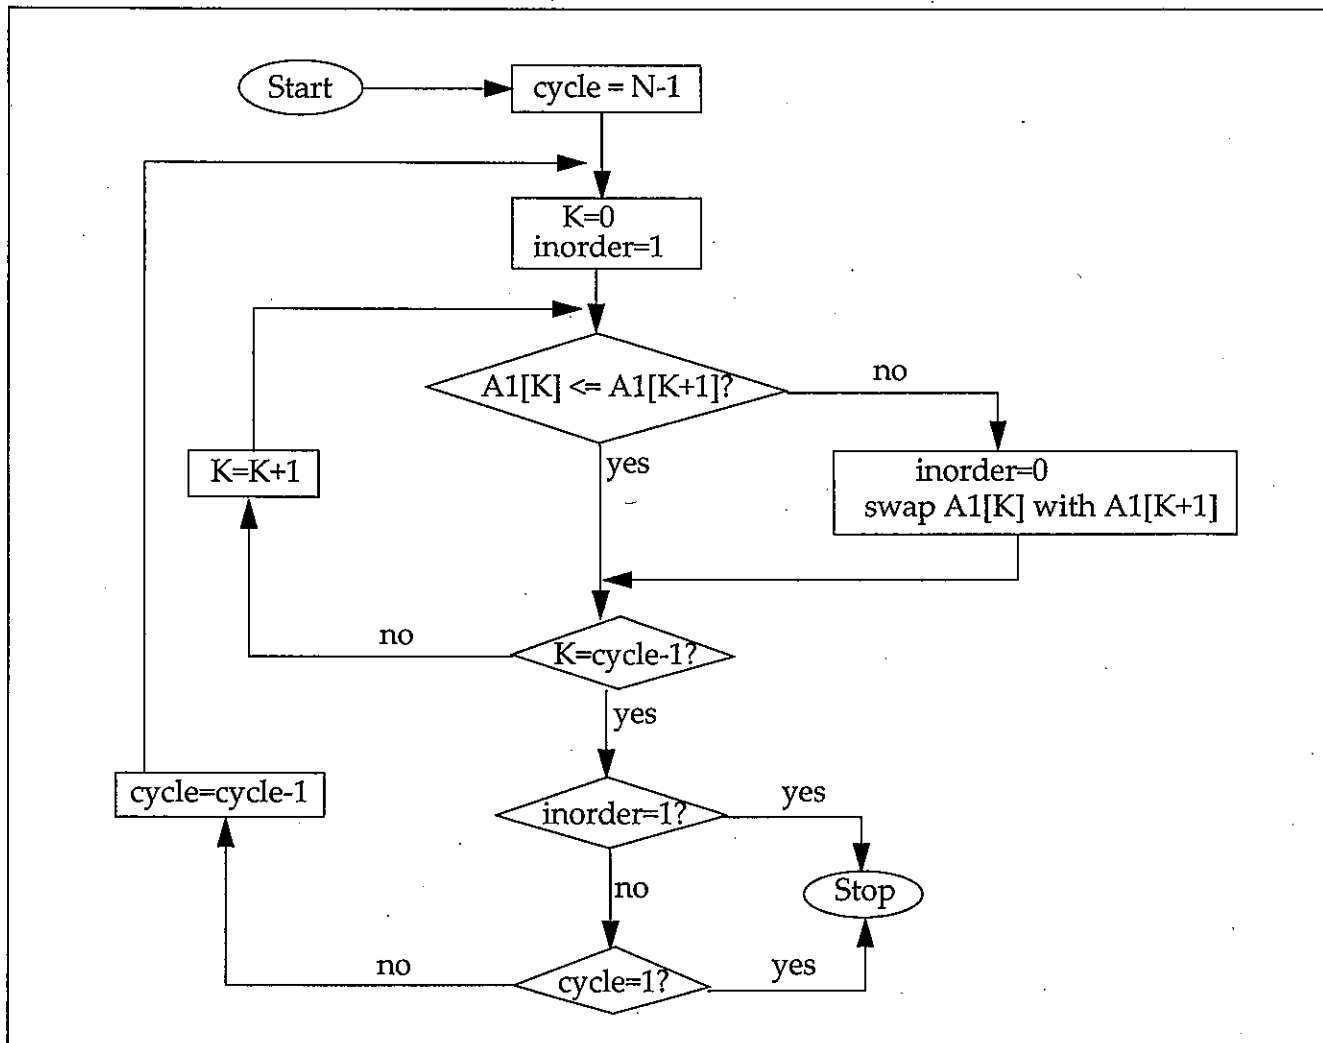 Start
cycle = N-1
K=0
inorder=1
A1[K] <= A1[K+1]?
no
yes
K=K+1
inorder=0
swap A1[K] with A1[K+1]
no
K=cycle-1?
yes
cycle=cycle-1
inorder=1?
yes
no
Stop
no
cycle=1?
yes